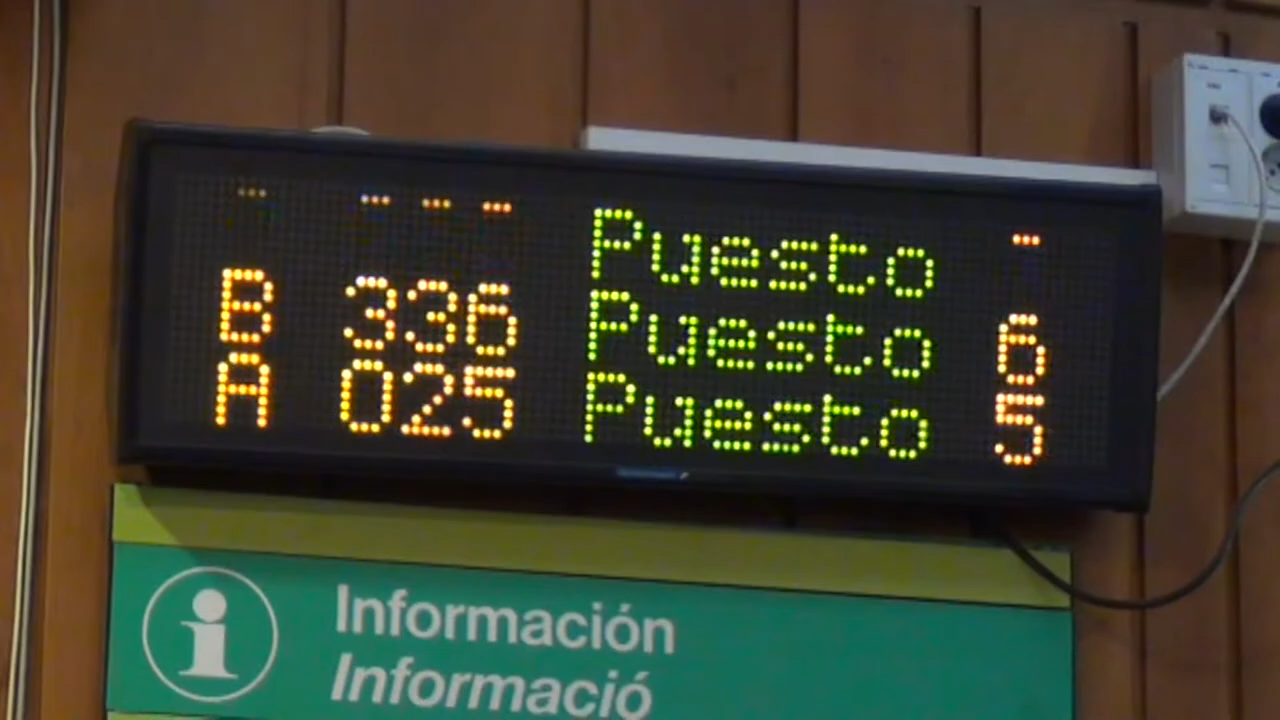 - - - - Puesto -
B 336 Puesto 6
A 025 Puesto 5
Información
Informació